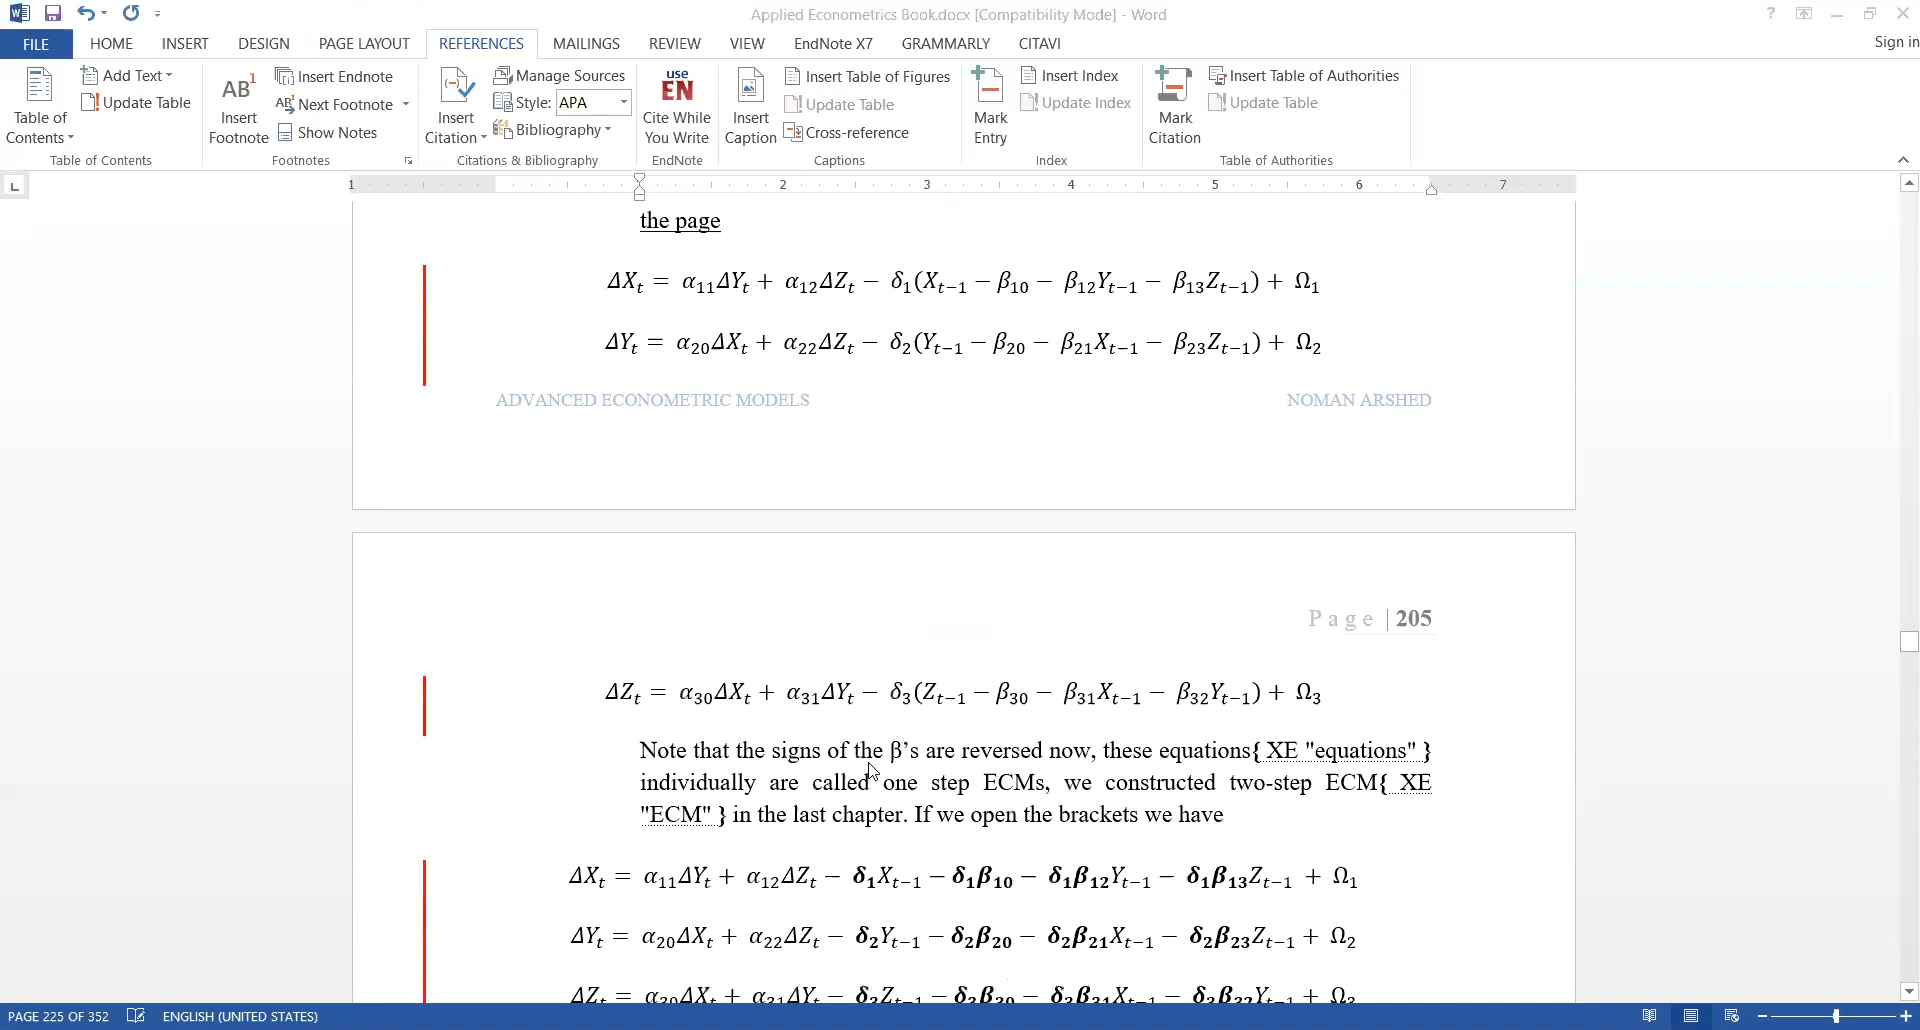 Applied Econometrics Book.docx [Compatibility Mode] - Word
?
FILE HOME INSERT DESIGN PAGE LAYOUT REFERENCES MAILINGS REVIEW VIEW EndNote X7 GRAMMARLY CITAVI Sign in
Table of Contents
Add Text
Update Table
Table of Contents
AB1 Insert Footnote
Insert Endnote
AB Next Footnote
Show Notes
Footnotes
Insert Citation
Manage Sources
Style: APA
Bibliography
Citations & Bibliography
use EN
Cite While You Write
EndNote
Insert Caption
Insert Table of Figures
Update Table
Cross-reference
Captions
Mark Entry
Insert Index
Update Index
Index
Mark Citation
Insert Table of Authorities
Update Table
Table of Authorities
L
1 2 3 4 5 6 7
the page
ΔXₜ = α₁₁ΔYₜ + α₁₂ΔZₜ − δ₁(Xₜ₋₁ − β₁₀ − β₁₂Yₜ₋₁ − β₁₃Zₜ₋₁) + Ω₁
ΔYₜ = α₂₀ΔXₜ + α₂₂ΔZₜ − δ₂(Yₜ₋₁ − β₂₀ − β₂₁Xₜ₋₁ − β₂₃Zₜ₋₁) + Ω₂
ADVANCED ECONOMETRIC MODELS NOMAN ARSHED
Page | 205
ΔZₜ = α₃₀ΔXₜ + α₃₁ΔYₜ − δ₃(Zₜ₋₁ − β₃₀ − β₃₁Xₜ₋₁ − β₃₂Yₜ₋₁) + Ω₃
Note that the signs of the β’s are reversed now, these equations{ XE "equations" }
individually are called one step ECMs, we constructed two-step ECM{ XE
"ECM" } in the last chapter. If we open the brackets we have
ΔXₜ = α₁₁ΔYₜ + α₁₂ΔZₜ − δ₁Xₜ₋₁ − δ₁β₁₀ − δ₁β₁₂Yₜ₋₁ − δ₁β₁₃Zₜ₋₁ + Ω₁
ΔYₜ = α₂₀ΔXₜ + α₂₂ΔZₜ − δ₂Yₜ₋₁ − δ₂β₂₀ − δ₂β₂₁Xₜ₋₁ − δ₂β₂₃Zₜ₋₁ + Ω₂
ΔZₜ = α₃₀ΔXₜ + α₃₁ΔYₜ − δ₃Zₜ₋₁ − δ₃β₃₀ − δ₃β₃₁Xₜ₋₁ − δ₃β₃₂Yₜ₋₁ + Ω₃
PAGE 225 OF 352 ENGLISH (UNITED STATES)